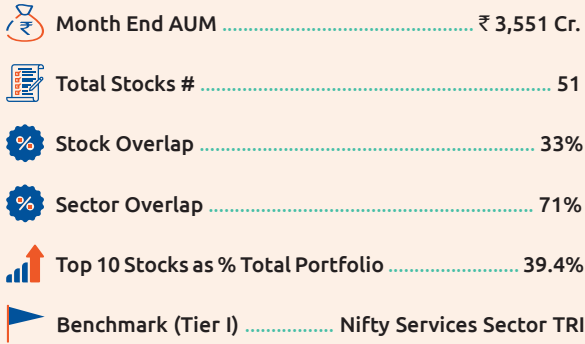 Month End AUM ₹ 3,551 Cr.
Total Stocks # 51
Stock Overlap 33%
Sector Overlap 71%
Top 10 Stocks as % Total Portfolio 39.4%
Benchmark (Tier I) Nifty Services Sector TRI